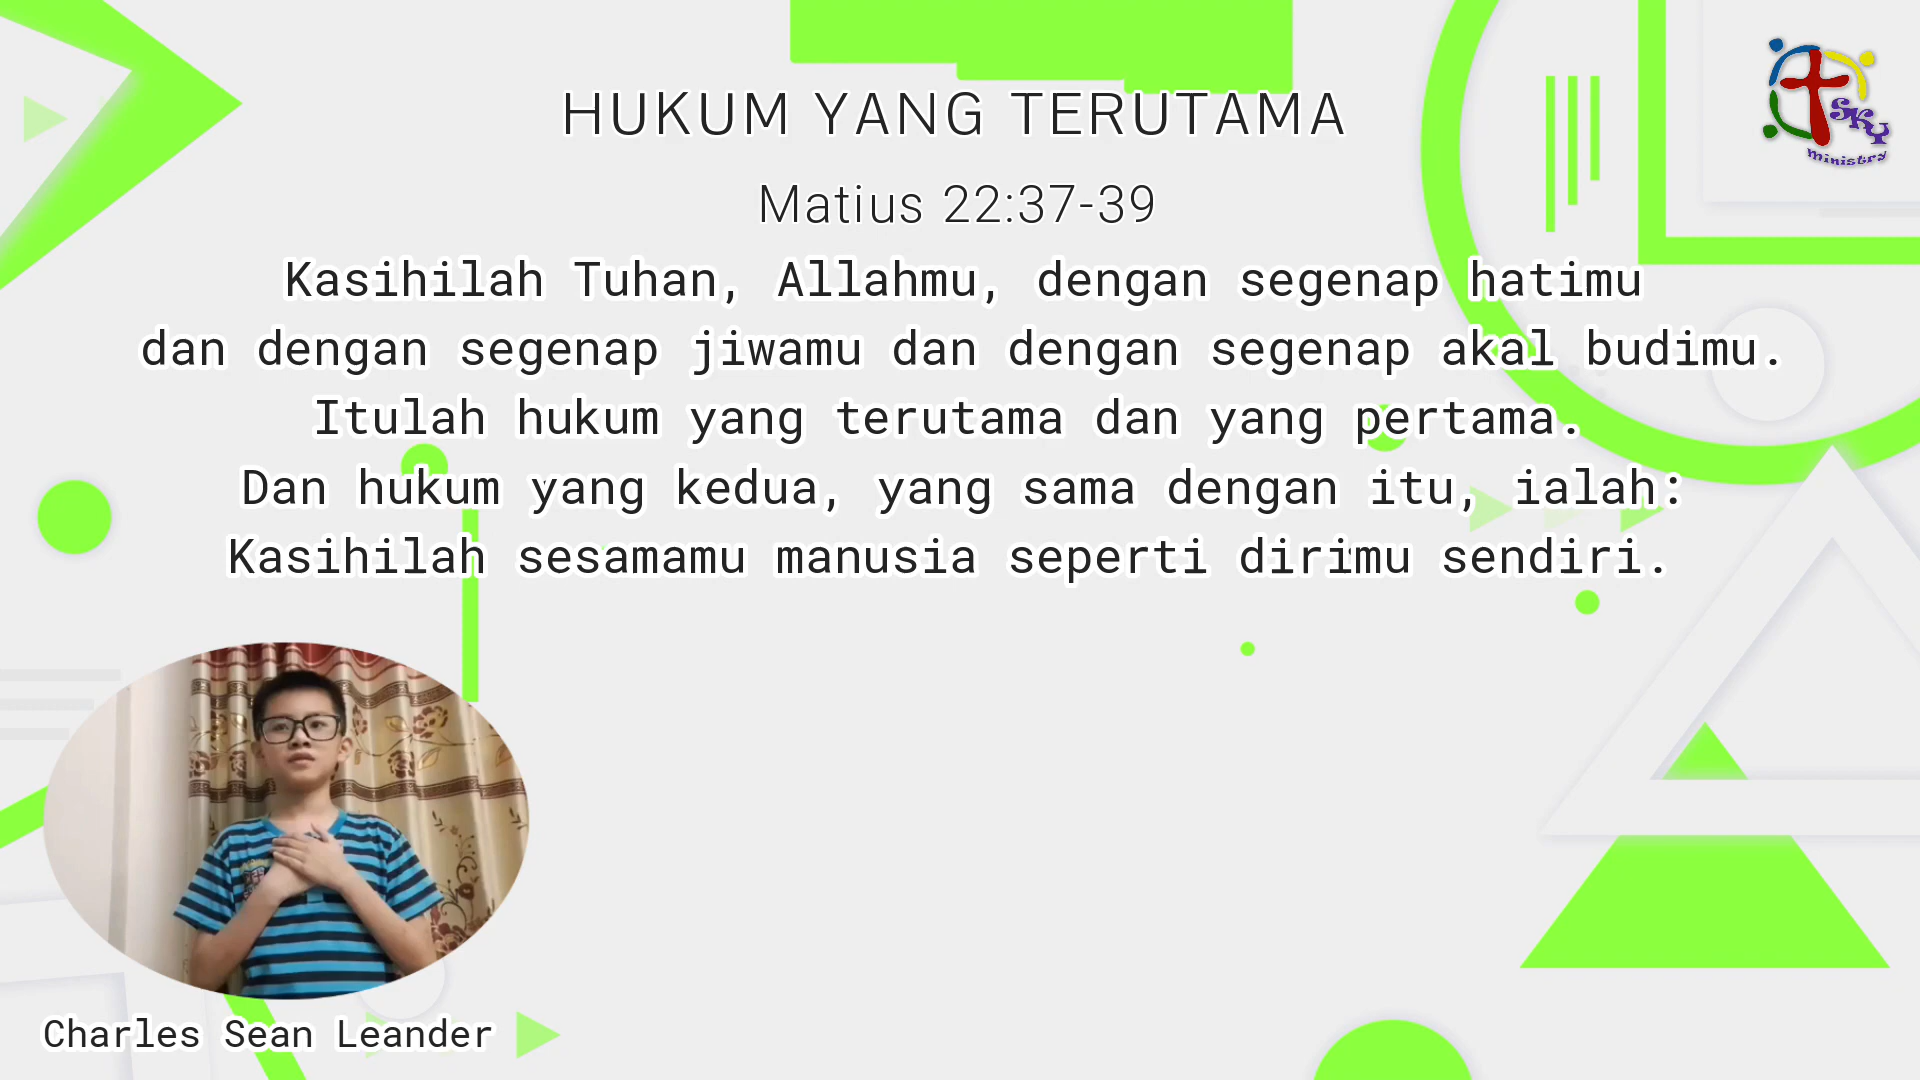 HUKUM YANG TERUTAMA
SKY
ministry
Matius 22:37-39
Kasihilah Tuhan, Allahmu, dengan segenap hatimu
dan dengan segenap jiwamu dan dengan segenap akal budimu.
Itulah hukum yang terutama dan yang pertama.
Dan hukum yang kedua, yang sama dengan itu, ialah:
Kasihilah sesamamu manusia seperti dirimu sendiri.
Charles Sean Leander